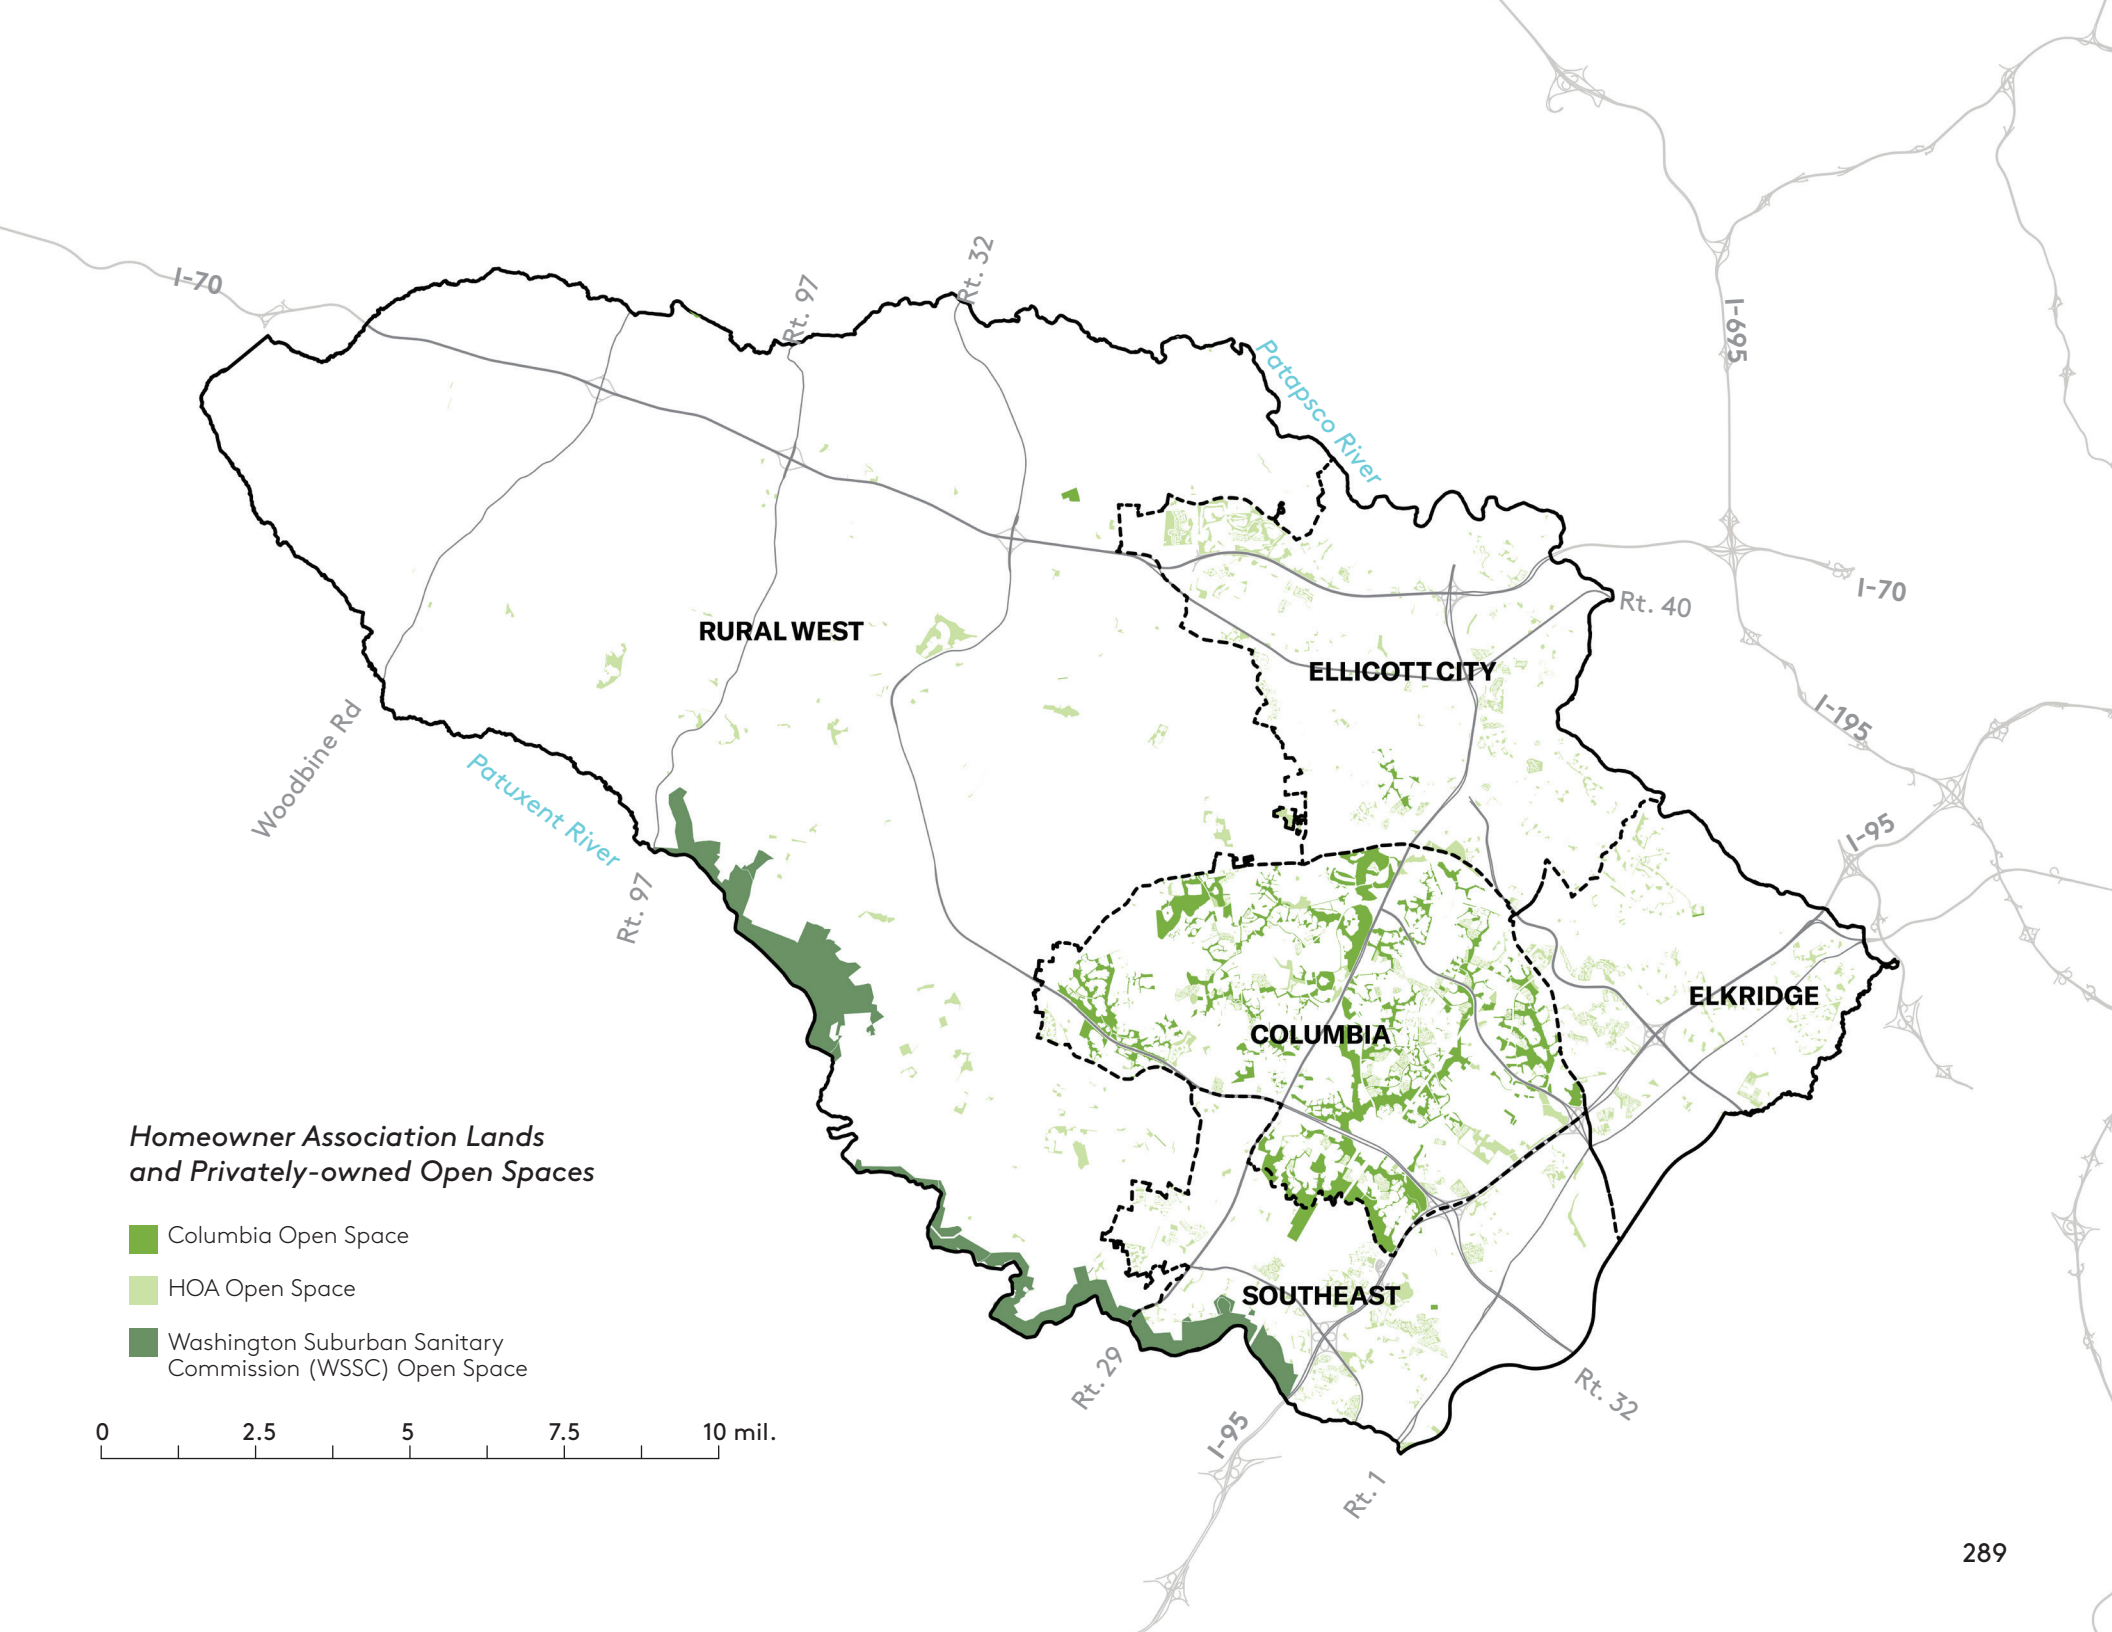 I-70
Rt. 97
Rt. 32
Patapsco River
I-695
I-70
Rt. 40
RURAL WEST
ELLICOTT CITY
I-195
Woodbine Rd
Patuxent River
I-95
Rt. 97
ELKRIDGE
COLUMBIA
Homeowner Association Lands
and Privately-owned Open Spaces
Columbia Open Space
HOA Open Space
Washington Suburban Sanitary
Commission (WSSC) Open Space
SOUTHEAST
Rt. 29
Rt. 32
I-95
Rt. 1
0 2.5 5 7.5 10 mil.
289